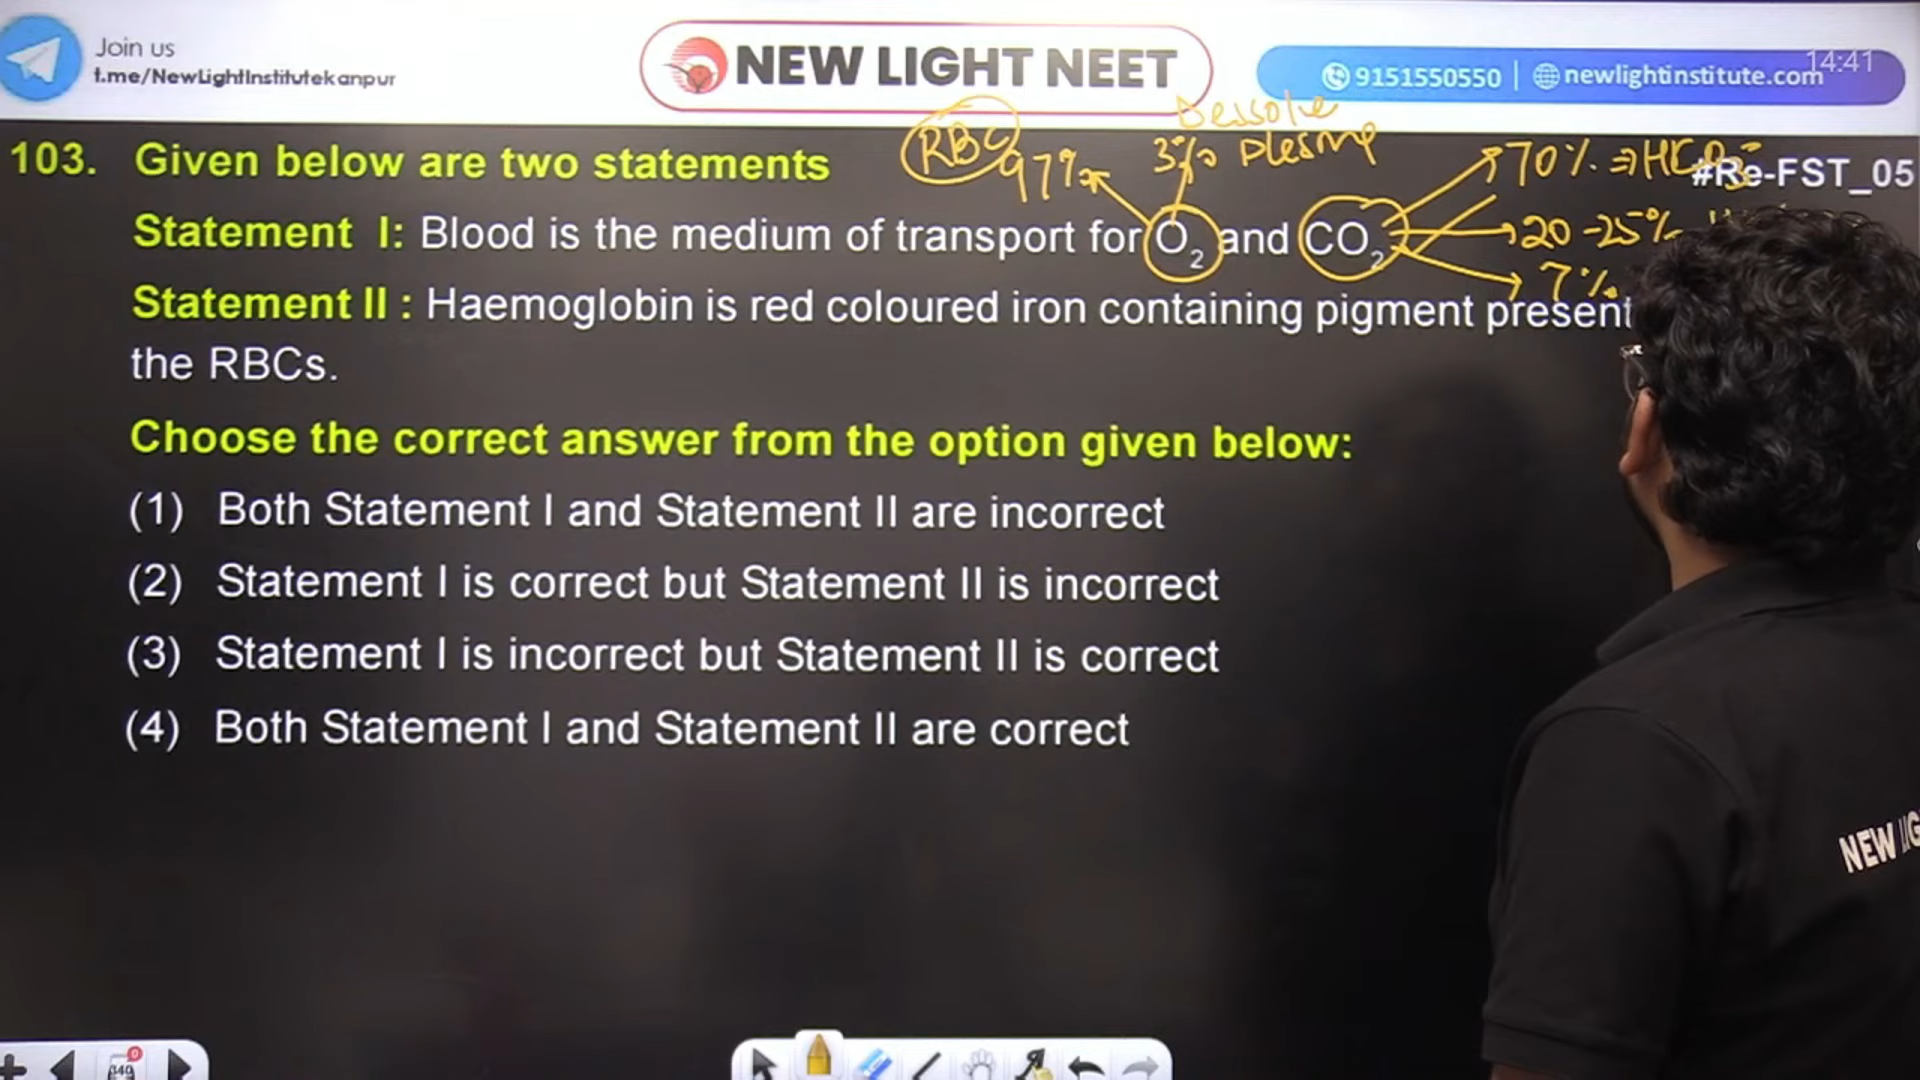 Join us
t.me/NewLightInstitutekanpur
NEW LIGHT NEET
9151550550 | newlightinstitute.com
14:41
Dessolve
RBC 97% 3% Plesme
70% ⇒ HCO3-
20-25%
7%
#Re-FST_05
103. Given below are two statements
Statement I: Blood is the medium of transport for O2 and CO2
Statement II : Haemoglobin is red coloured iron containing pigment present
the RBCs.
Choose the correct answer from the option given below:
(1) Both Statement I and Statement II are incorrect
(2) Statement I is correct but Statement II is incorrect
(3) Statement I is incorrect but Statement II is correct
(4) Both Statement I and Statement II are correct
NEW LIG
0
340